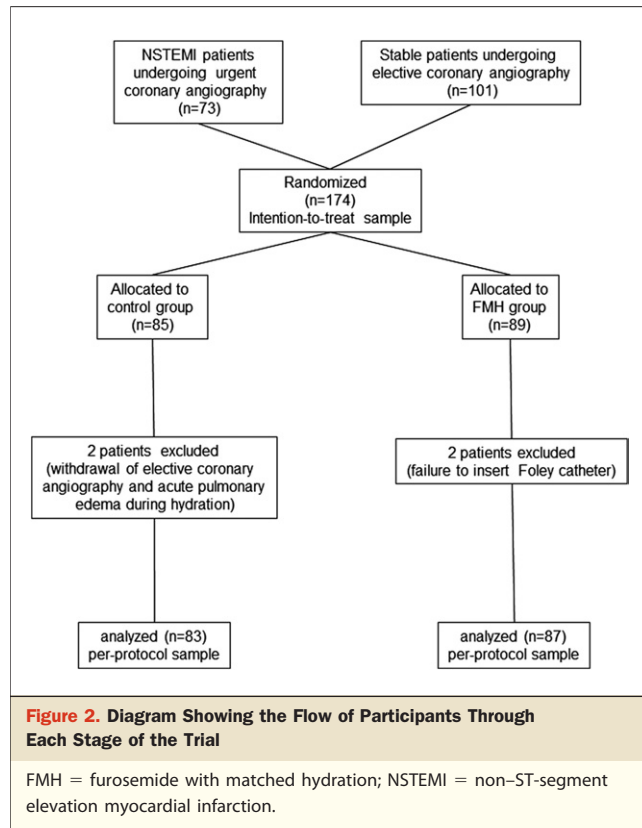 NSTEMI patients
undergoing urgent
coronary angiography
(n=73)
Stable patients undergoing
elective coronary angiography
(n=101)
Randomized
(n=174)
Intention-to-treat sample
Allocated to
control group
(n=85)
Allocated to
FMH group
(n=89)
2 patients excluded
(withdrawal of elective coronary
angiography and acute pulmonary
edema during hydration)
2 patients excluded
(failure to insert Foley catheter)
analyzed (n=83)
per-protocol sample
analyzed (n=87)
per-protocol sample
Figure 2. Diagram Showing the Flow of Participants Through
Each Stage of the Trial
FMH = furosemide with matched hydration; NSTEMI = non–ST-segment
elevation myocardial infarction.